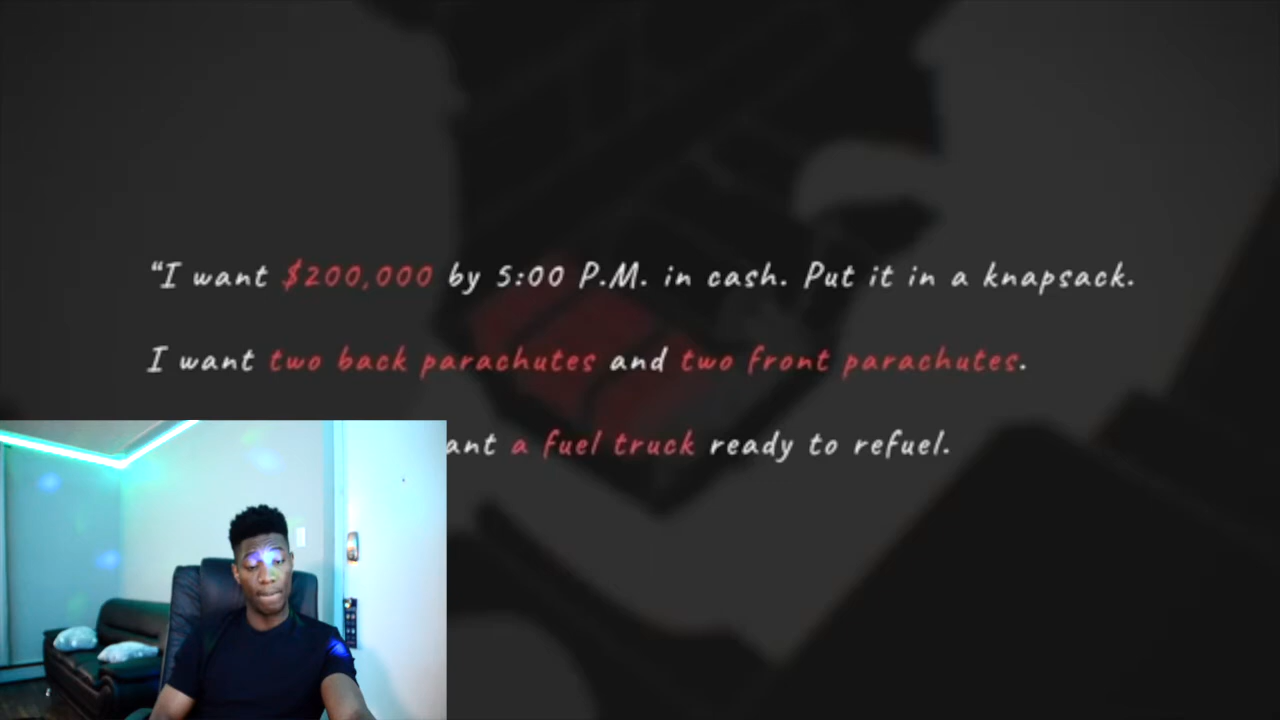 “I want $200,000 by 5:00 P.M. in cash. Put it in a knapsack.
I want two back parachutes and two front parachutes.
ant a fuel truck ready to refuel.